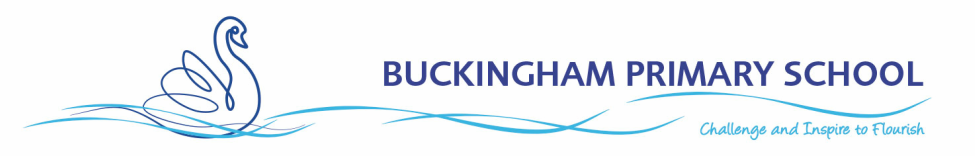 BUCKINGHAM PRIMARY SCHOOL
Challenge and Inspire to Flourish